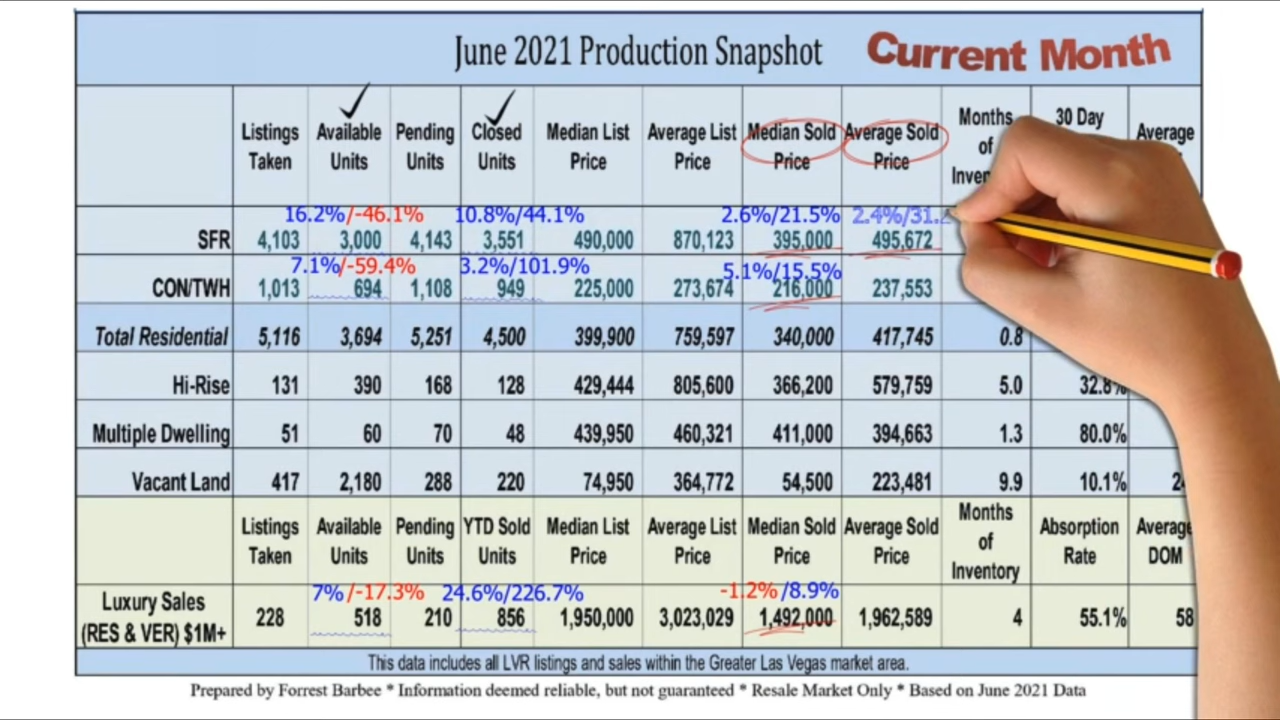 June 2021 Production Snapshot Current Month
Listings Taken Available Units Pending Units Closed Units Median List Price Average List Price Median Sold Price Average Sold Price Months of 30 Day Average
16.2%/-46.1% 10.8%/44.1% 2.6%/21.5% 2.4%/31.
SFR 4,103 3,000 4,143 3,551 490,000 870,123 395,000 495,672
7.1%/-59.4% 3.2%/101.9% 5.1%/15.5%
CON/TWH 1,013 694 1,108 949 225,000 273,674 216,000 237,553
Total Residential 5,116 3,694 5,251 4,500 399,900 759,597 340,000 417,745 0.8
Hi-Rise 131 390 168 128 429,444 805,600 366,200 579,759 5.0 32.8%
Multiple Dwelling 51 60 70 48 439,950 460,321 411,000 394,663 1.3 80.0%
Vacant Land 417 2,180 288 220 74,950 364,772 54,500 223,481 9.9 10.1%
Listings Taken Available Units Pending Units YTD Sold Units Median List Price Average List Price Median Sold Price Average Sold Price Months of Inventory Absorption Rate Average DOM
7%/-17.3% 24.6%/226.7% -1.2%/8.9%
Luxury Sales (RES & VER) $1M+ 228 518 210 856 1,950,000 3,023,029 1,492,000 1,962,589 4 55.1% 58
This data includes all LVR listings and sales within the Greater Las Vegas market area.
Prepared by Forrest Barbee * Information deemed reliable, but not guaranteed * Resale Market Only * Based on June 2021 Data